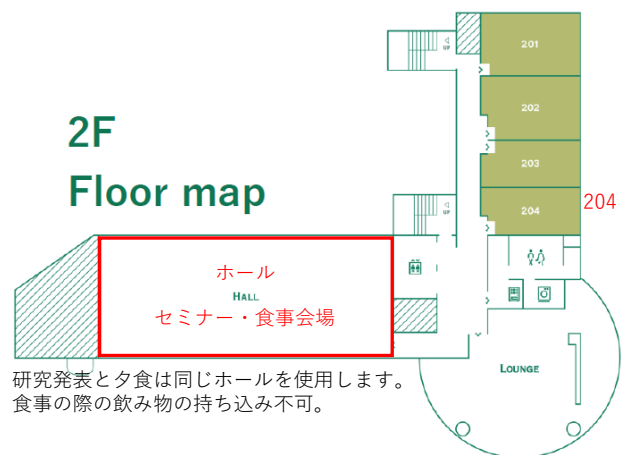 UP
201
2F
Floor map
202
203
UP
204
204
ホール
HALL
セミナー・食事会場
LOUNGE
研究発表と夕食は同じホールを使用します。
食事の際の飲み物の持ち込み不可。